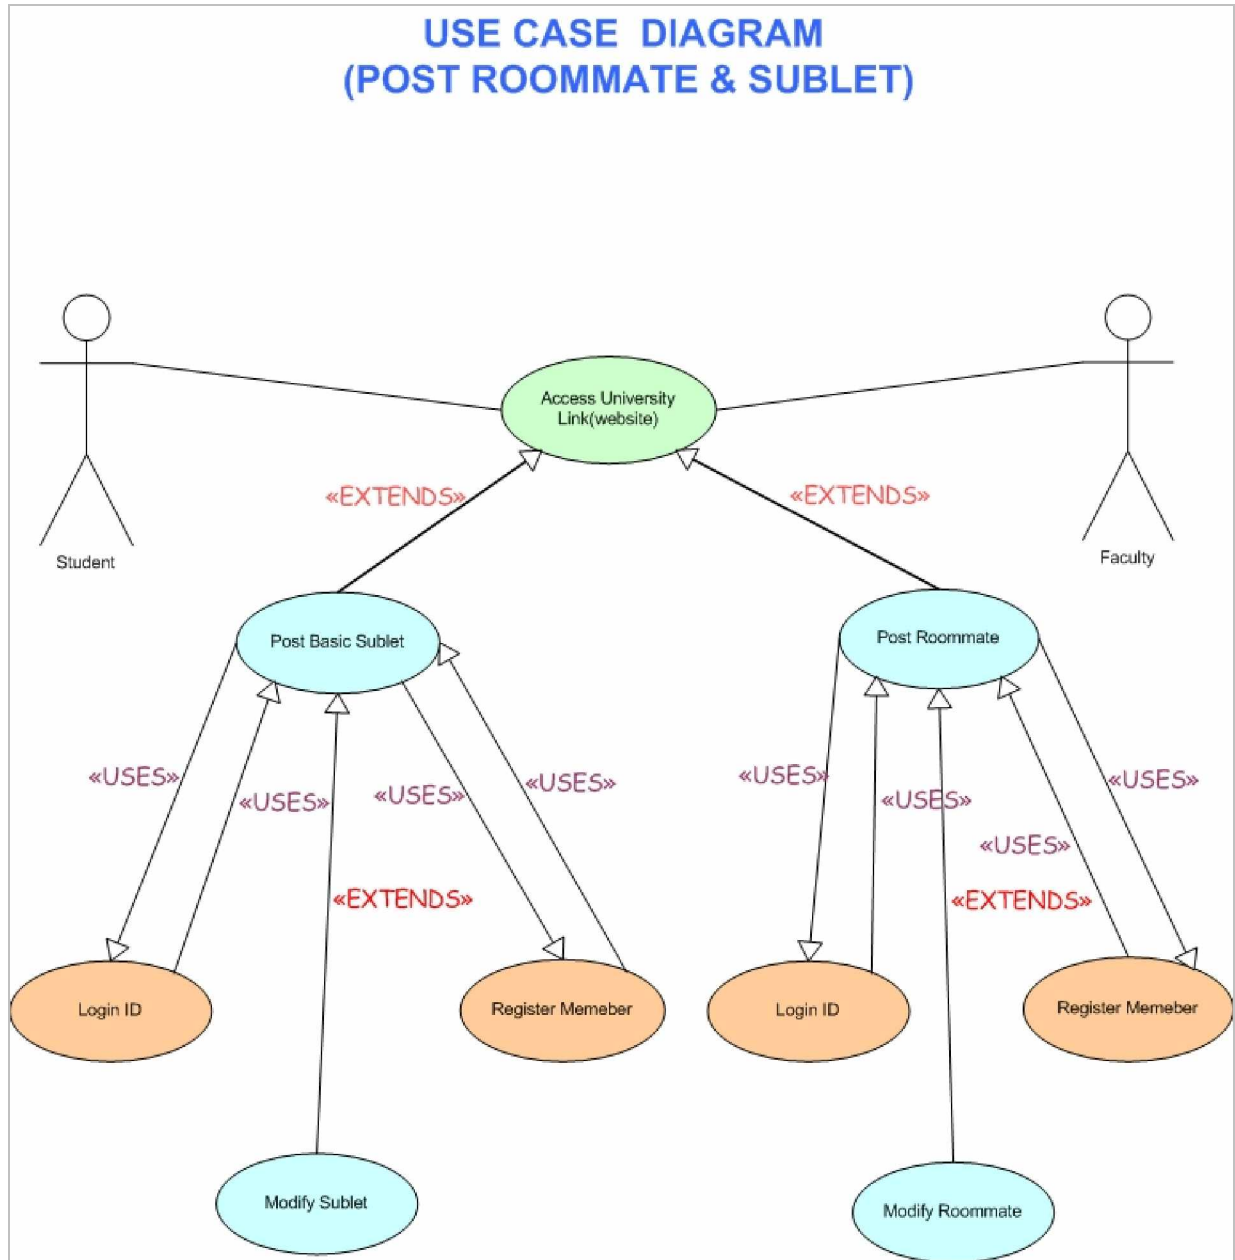 USE CASE  DIAGRAM
(POST ROOMMATE & SUBLET)
Access University
Link(website)
«EXTENDS»
«EXTENDS»
Student
Faculty
Post Basic Sublet
Post Roommate
«USES»
«USES»
«USES»
«USES»
«USES»
«USES»
«USES»
«USES»
«EXTENDS»
«EXTENDS»
Login ID
Register Memeber
Login ID
Register Memeber
Modify Sublet
Modify Roommate